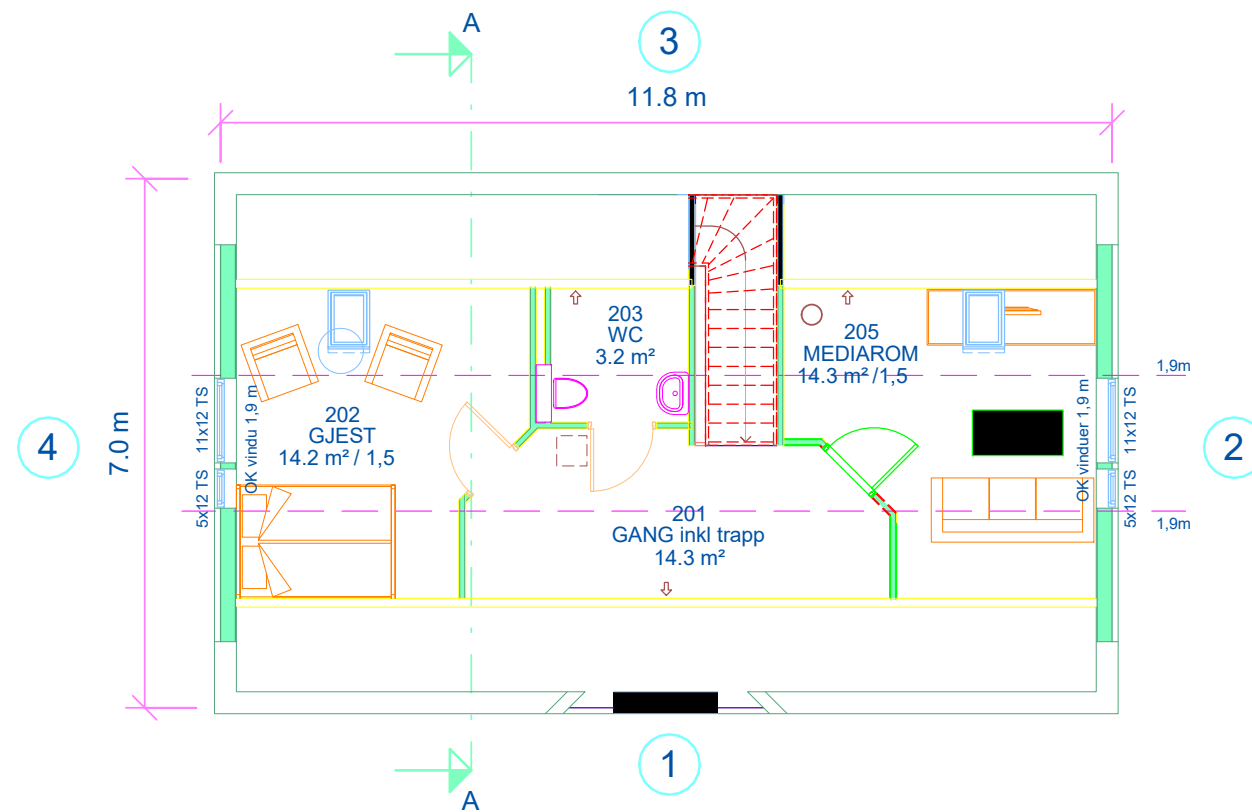 A
3
11.8 m
7.0 m
203
WC
3.2 m²
205
MEDIAROM
14.3 m² /1,5
1,9m
11x12 TS
OK vindu 1,9 m
202
GJEST
14.2 m² / 1,5
OK vinduer 1,9 m
11x12 TS
4
2
5x12 TS
5x12 TS
201
GANG inkl trapp
14.3 m²
1,9m
1
A